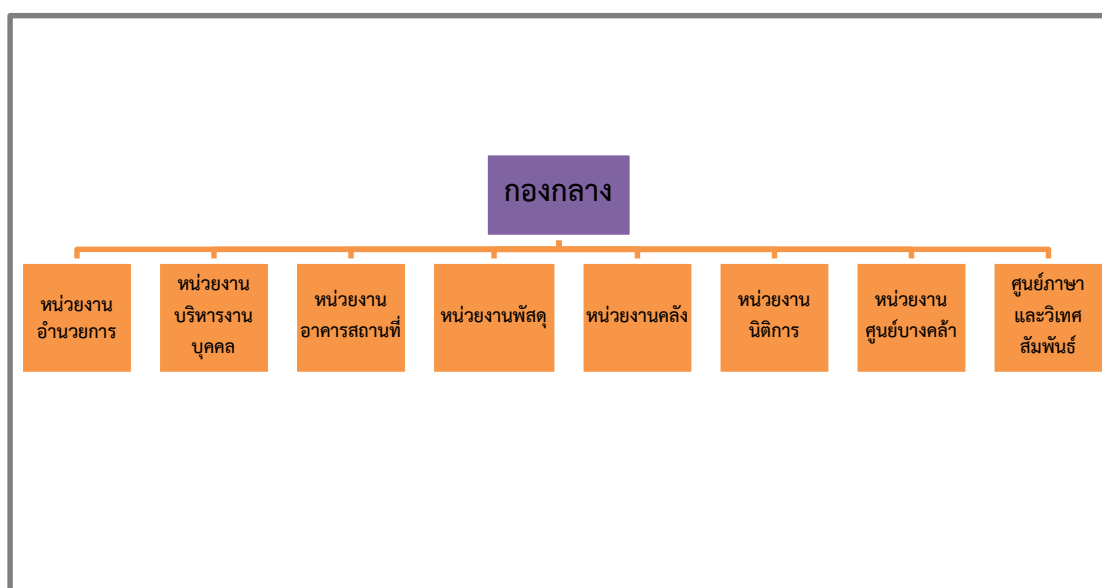 กองกลาง
หน่วยงาน
อำนวยการ
หน่วยงาน
บริหารงาน
บุคคล
หน่วยงาน
อาคารสถานที่
หน่วยงานพัสดุ
หน่วยงานคลัง
หน่วยงาน
นิติการ
หน่วยงาน
ศูนย์บางคล้า
ศูนย์ภาษา
และวิเทศ
สัมพันธ์